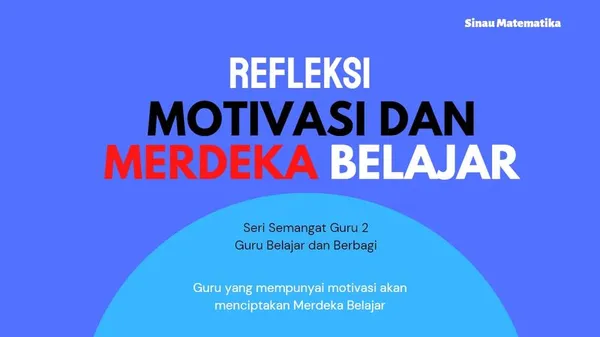 Sinau Matematika
REFLEKSI
MOTIVASI DAN
MERDEKA BELAJAR
Seri Semangat Guru 2
Guru Belajar dan Berbagi
Guru yang mempunyai motivasi akan
menciptakan Merdeka Belajar